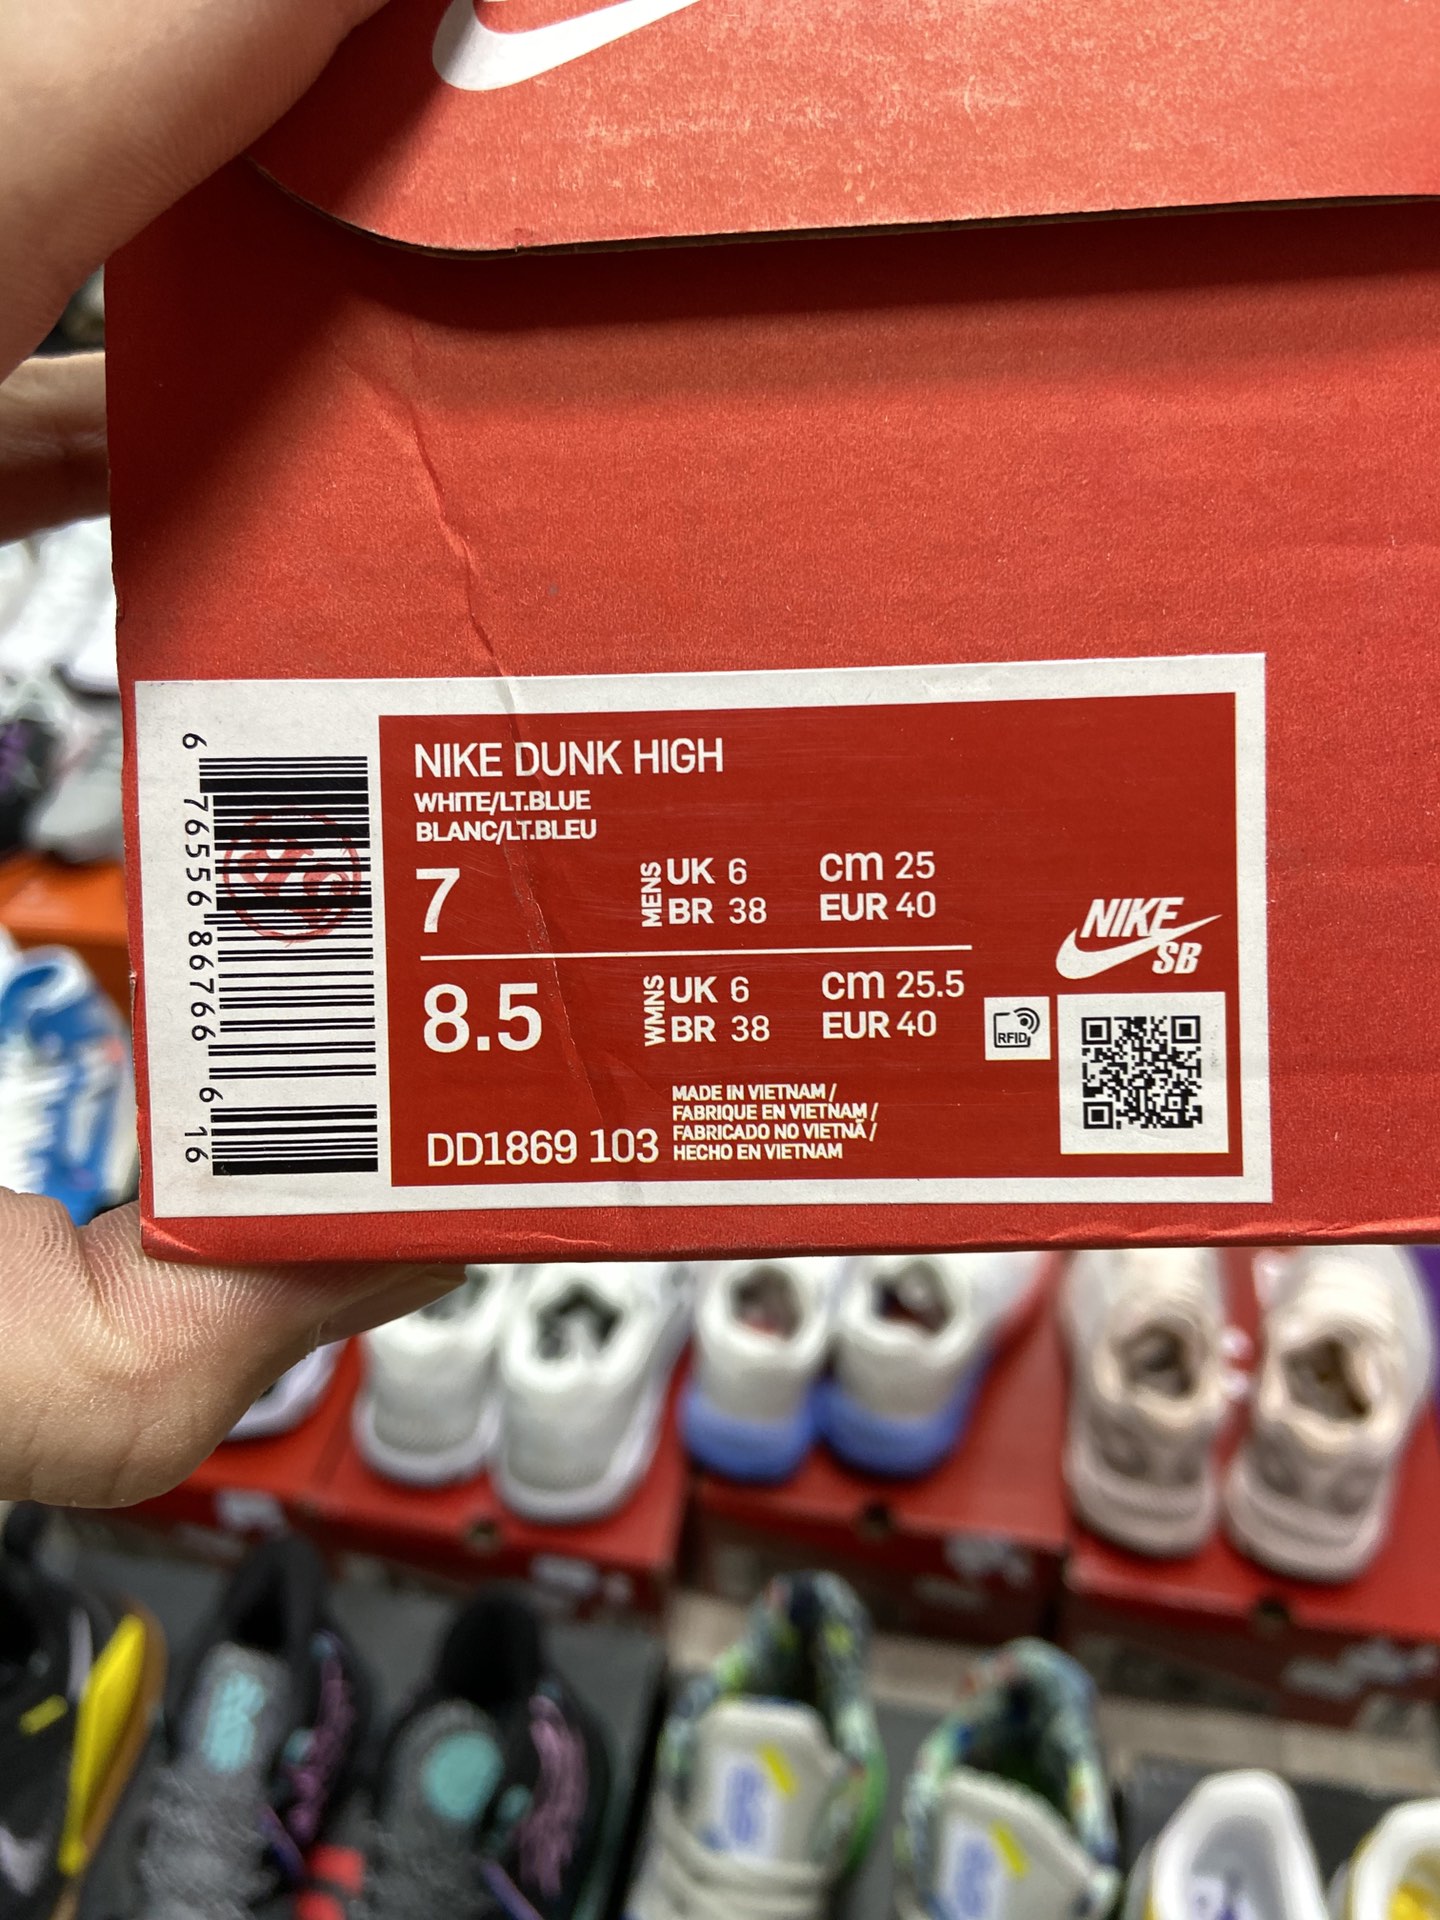 NIKE DUNK HIGH
WHITE/LT.BLUE
BLANC/LT.BLEU
7
MENS
UK 6
BR 38
cm 25
EUR 40
8.5
WMNS
UK 6
BR 38
cm 25.5
EUR 40
NIKE
SB
RFID
MADE IN VIETNAM /
FABRIQUE EN VIETNAM /
FABRICADO NO VIETNÃ /
HECHO EN VIETNAM
DD1869 103
6 76556 86766 6 16